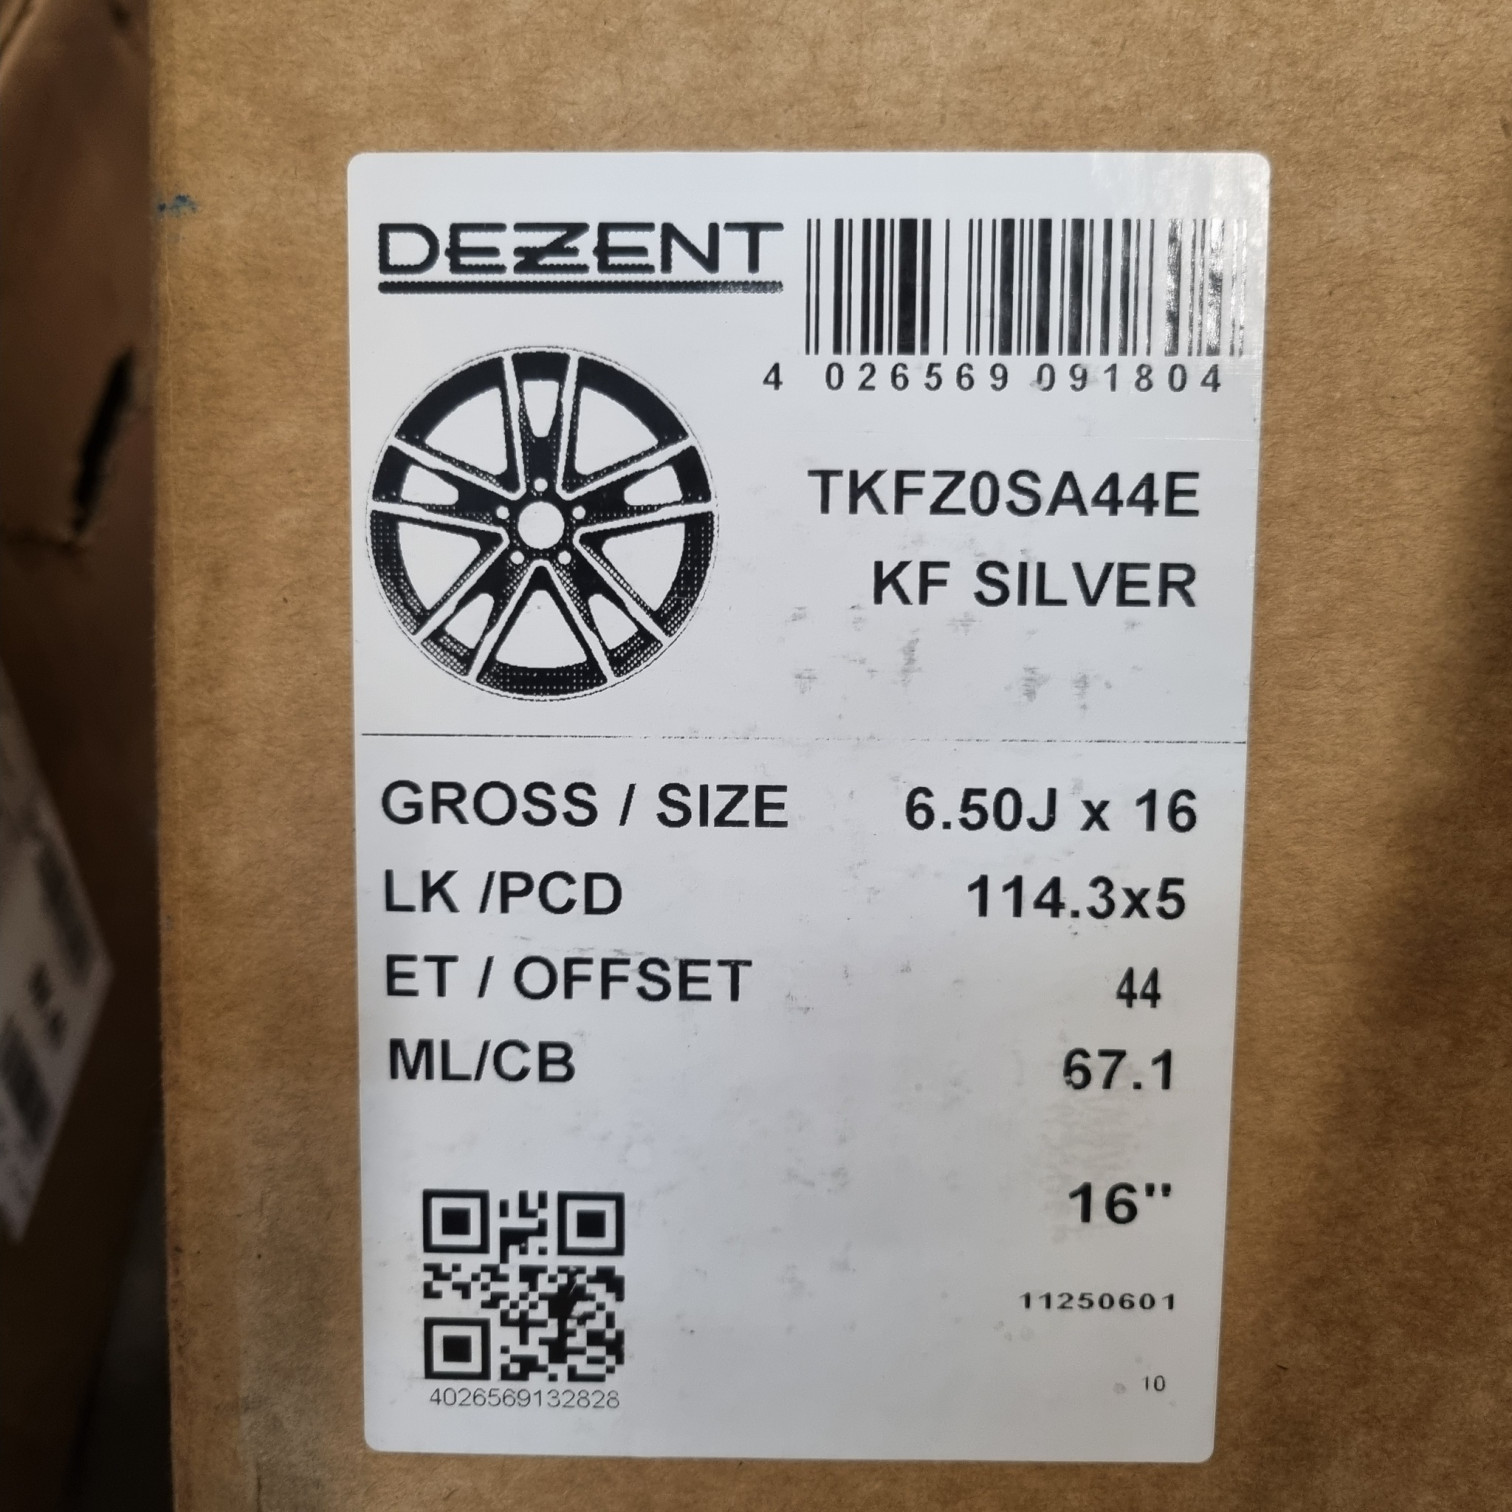 DEZENT
4 026569 091804
TKFZ0SA44E
KF SILVER
GROSS / SIZE 6.50J x 16
LK /PCD 114.3x5
ET / OFFSET 44
ML/CB 67.1
16"
11250601
4026569132828
10